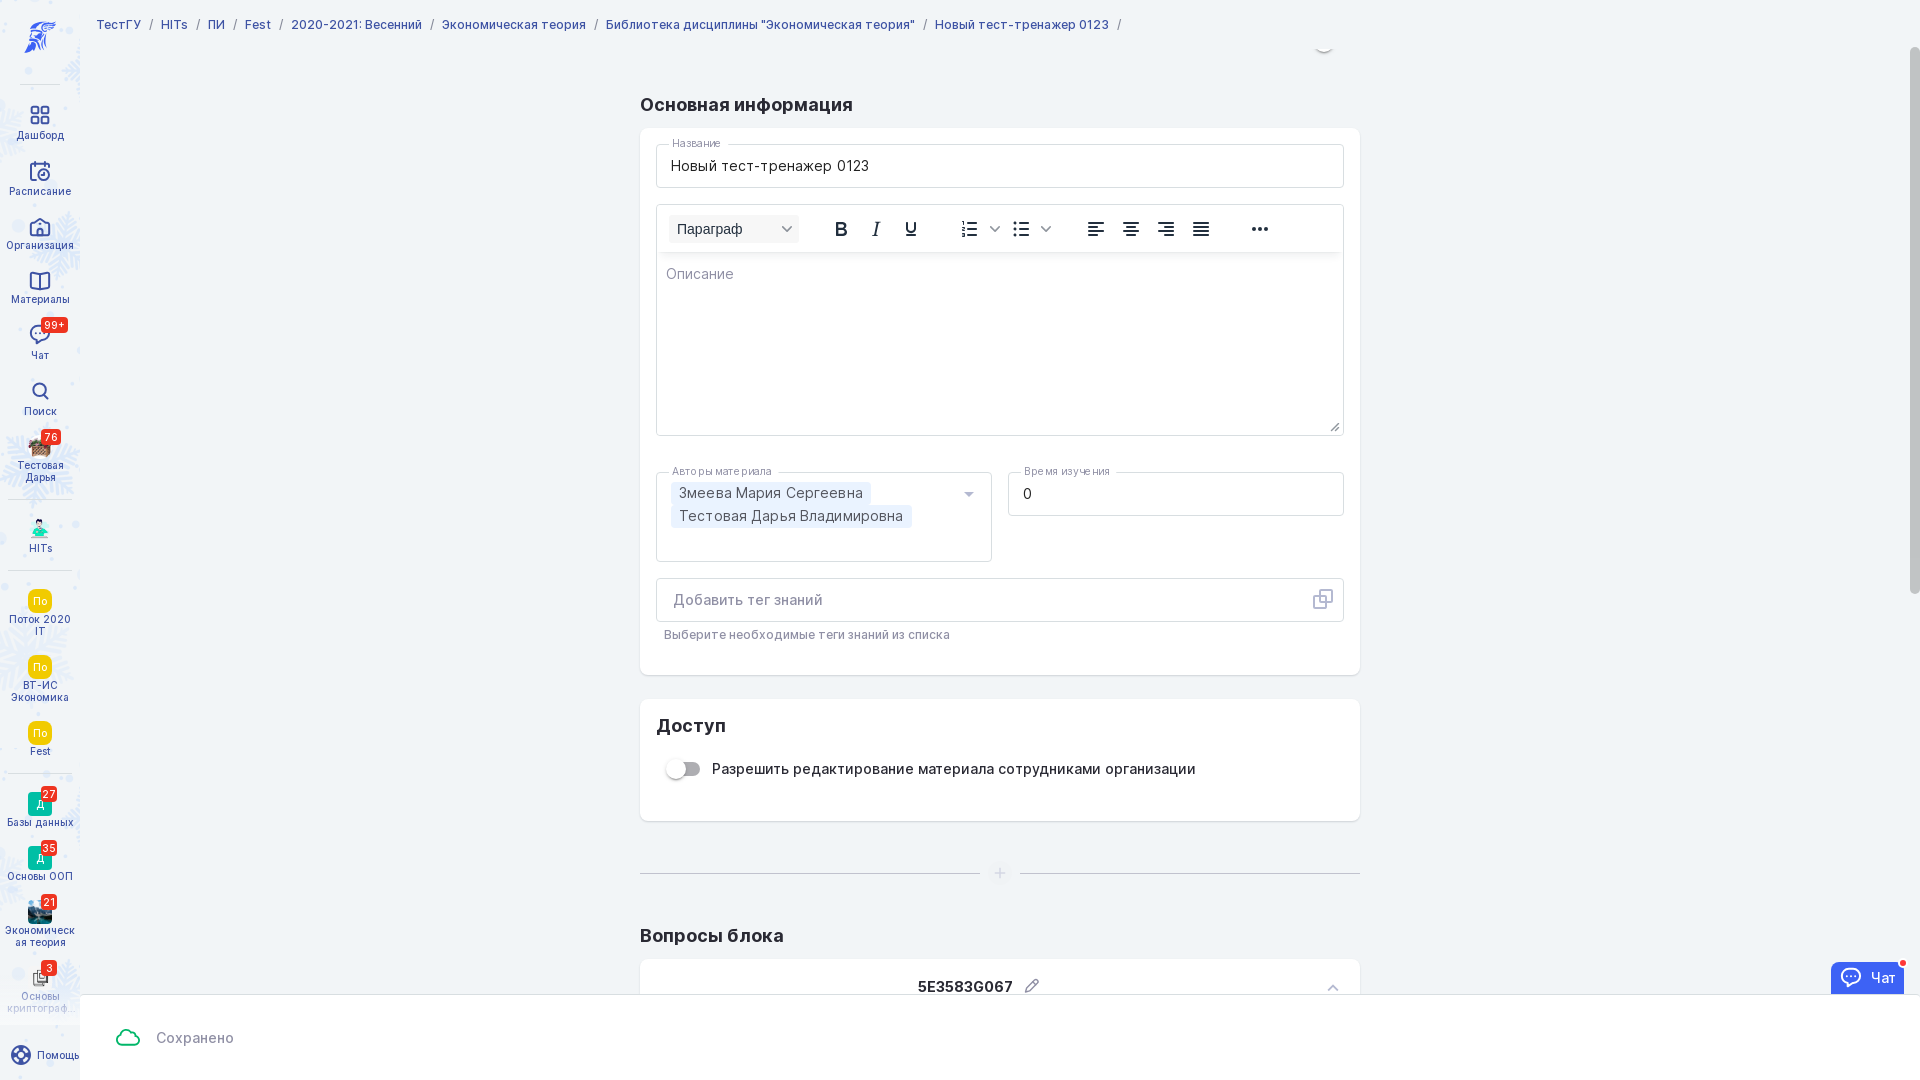 ТестГУ / HITs / ПИ / Fest / 2020-2021: Весенний / Экономическая теория / Библиотека дисциплины "Экономическая теория" / Новый тест-тренажер 0123 /
Дашборд
Расписание
Организация
Материалы
99+
Чат
Поиск
76
Тестовая
Дарья
HITs
По
Поток 2020
IT
По
ВТ-ИС
Экономика
По
Fest
27
Д
Базы данных
35
Д
Основы ООП
21
Экономическ
ая теория
3
Основы
криптограф...
Помощь
Основная информация
Название
Новый тест-тренажер 0123
Параграф
Описание
Авторы материала
Змеева Мария Сергеевна
Тестовая Дарья Владимировна
Время изучения
0
Добавить тег знаний
Выберите необходимые теги знаний из списка
Доступ
Разрешить редактирование материала сотрудниками организации
Вопросы блока
5E3583G067
Чат
Сохранено